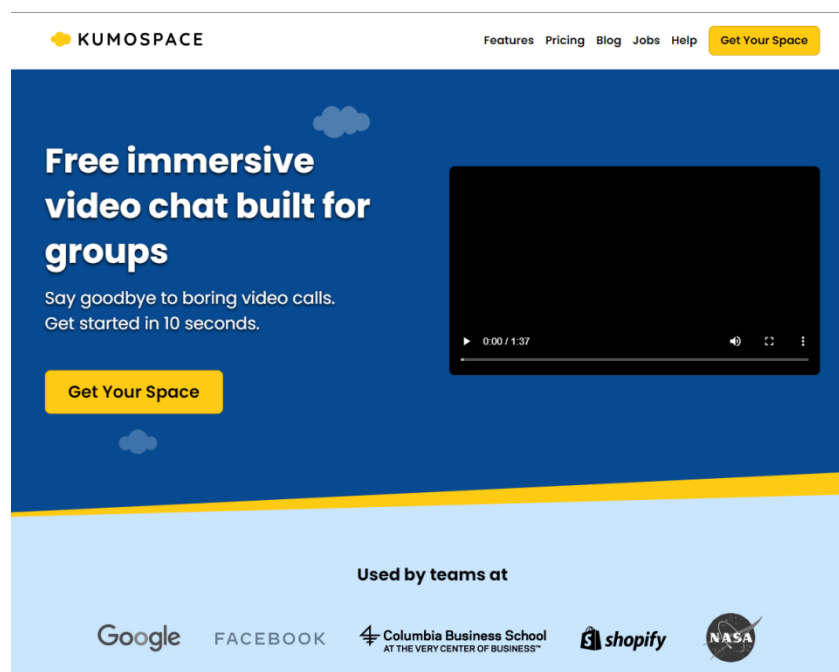 KUMOSPACE
Features Pricing Blog Jobs Help Get Your Space
Free immersive
video chat built for
groups
Say goodbye to boring video calls.
Get started in 10 seconds.
0:00 / 1:37
Get Your Space
Used by teams at
Google
FACEBOOK
Columbia Business School
AT THE VERY CENTER OF BUSINESS™
shopify
NASA